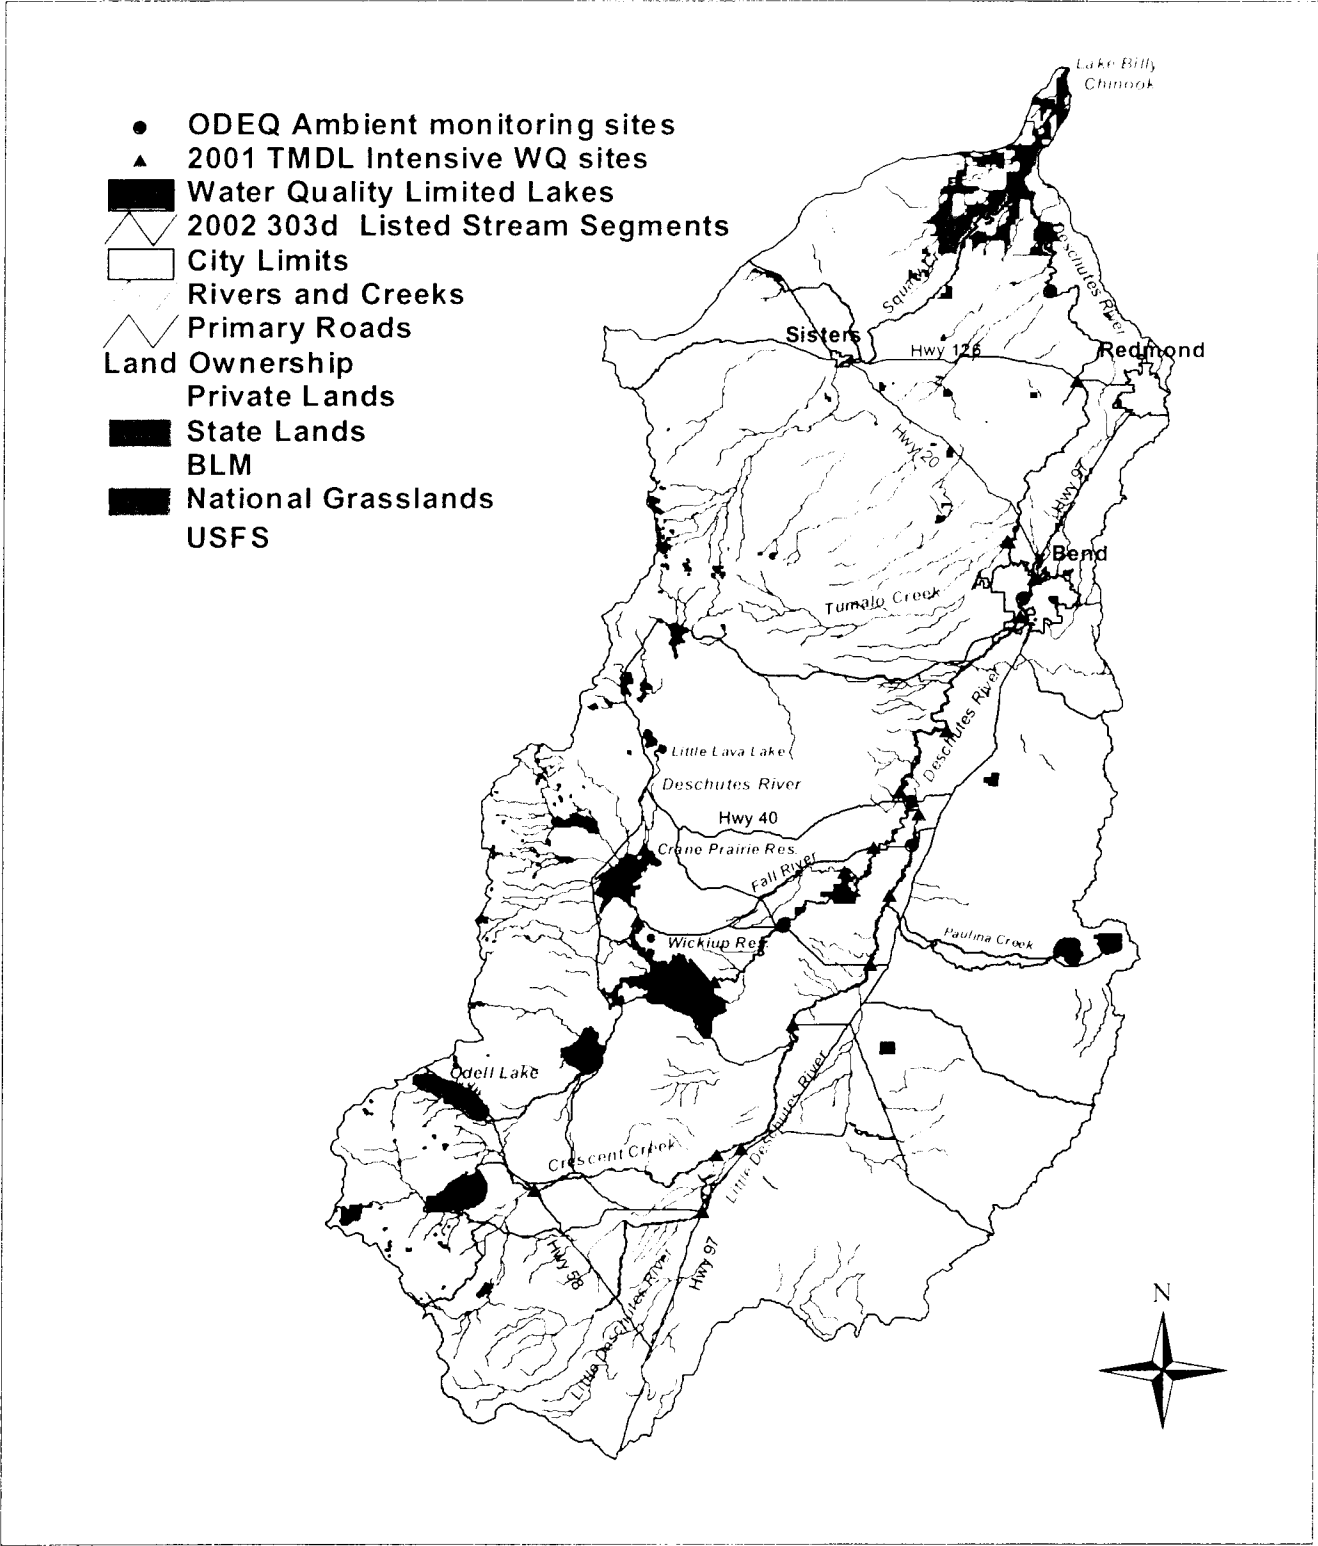 Lake Billy
Chinook
ODEQ Ambient monitoring sites
2001 TMDL Intensive WQ sites
Water Quality Limited Lakes
2002 303d Listed Stream Segments
City Limits
Rivers and Creeks
Primary Roads
Land Ownership
Private Lands
State Lands
BLM
National Grasslands
USFS
Deschutes River
Sisters
Hwy 126
Redmond
Hwy 20
Hwy 97
Bend
Tumalo Creek
Deschutes River
Little Lava Lake
Deschutes River
Hwy 40
Crane Prairie Res.
Fall River
Wickiup Res.
Paulina Creek
Odell Lake
Little Deschutes River
Crescent Creek
Hwy 58
Hwy 97
Little Deschutes River
N